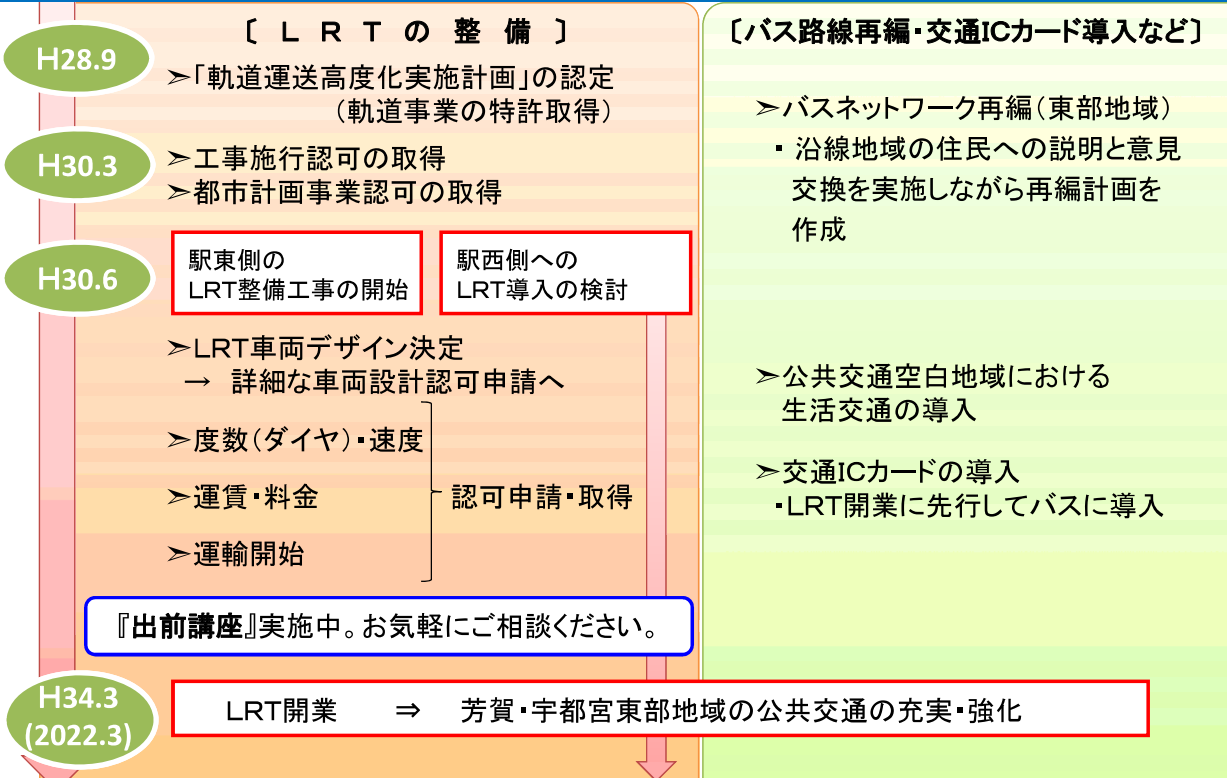 〔 ＬＲＴの整備 〕
H28.9
➣「軌道運送高度化実施計画」の認定
（軌道事業の特許取得）
H30.3
➣工事施行認可の取得
➣都市計画事業認可の取得
H30.6
駅東側の
ＬＲＴ整備工事の開始
駅西側への
ＬＲＴ導入の検討
➣ＬＲＴ車両デザイン決定
→ 詳細な車両設計認可申請へ
➣度数（ダイヤ）・速度
➣運賃・料金
認可申請・取得
➣運輸開始
『出前講座』実施中。お気軽にご相談ください。
〔バス路線再編・交通ICカード導入など〕
➣バスネットワーク再編（東部地域）
・ 沿線地域の住民への説明と意見
交換を実施しながら再編計画を
作成
➣公共交通空白地域における
生活交通の導入
➣交通ICカードの導入
・ＬＲＴ開業に先行してバスに導入
H34.3
(2022.3)
ＬＲＴ開業 ⇒ 芳賀・宇都宮東部地域の公共交通の充実・強化